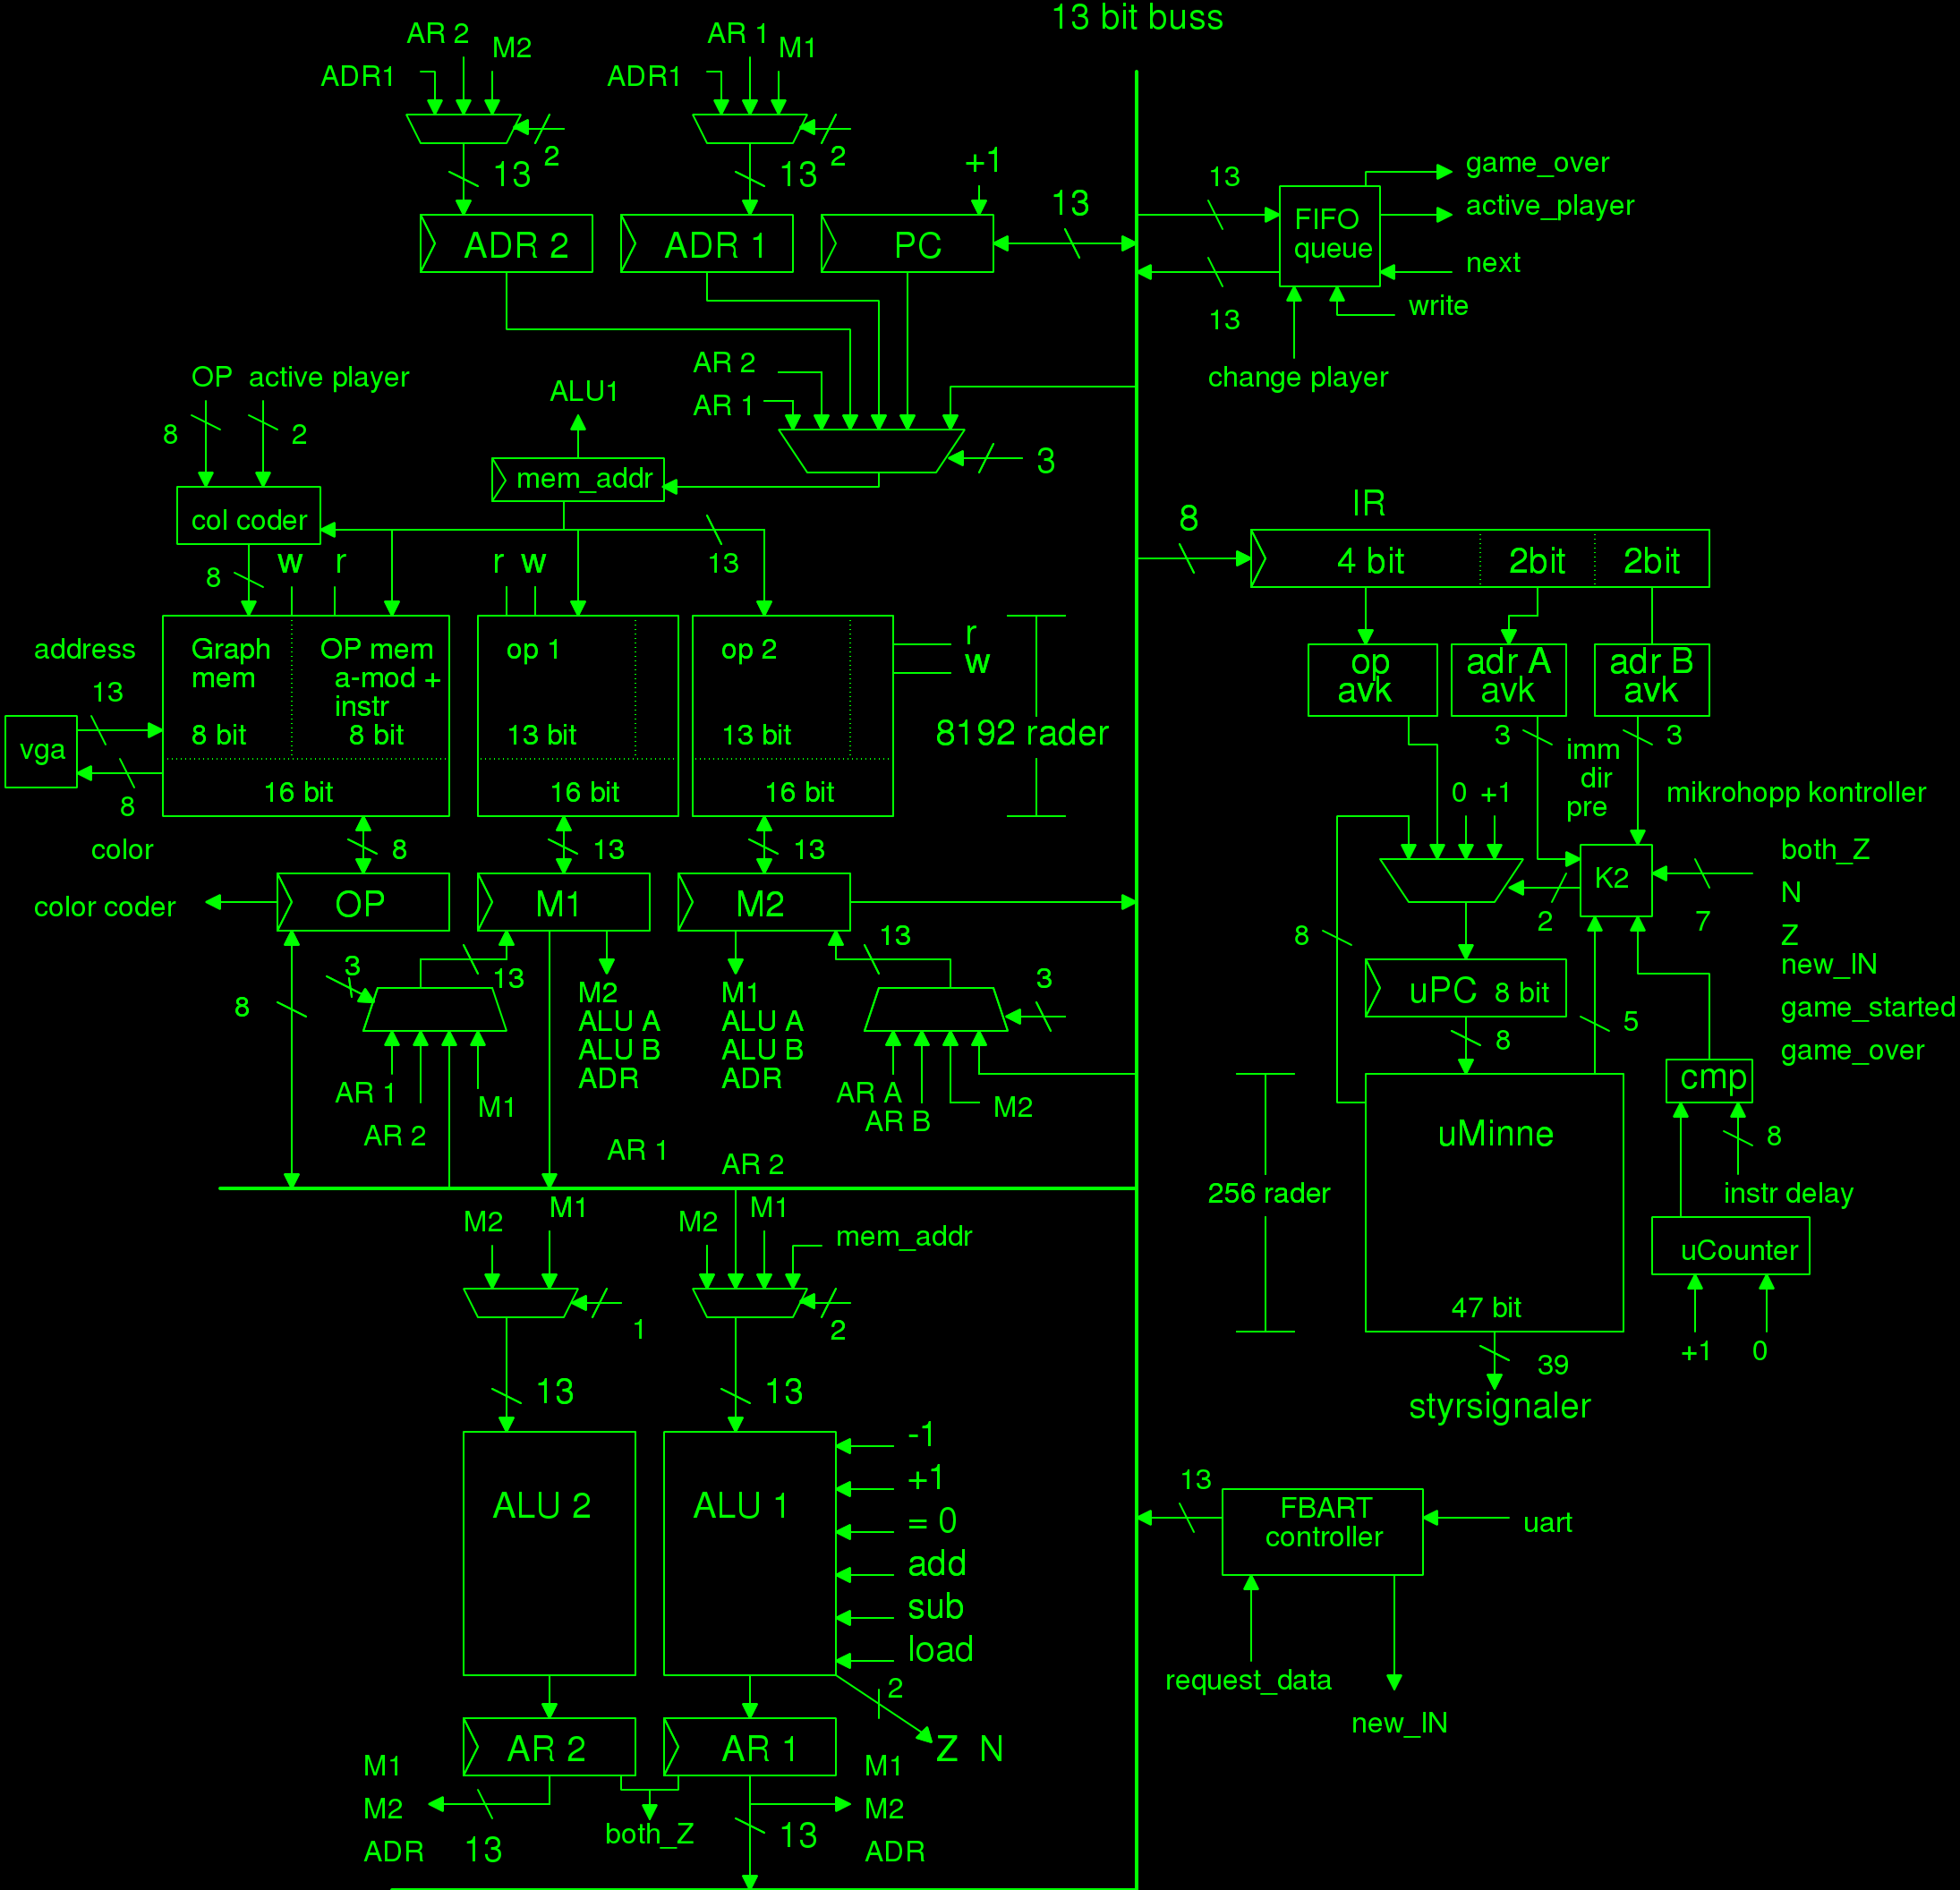 13 bit buss
AR 2
M2
ADR1
2
13
AR 1
M1
ADR1
2
13
+1
13
ADR 2
ADR 1
PC
13
FIFO
queue
13
game_over
active_player
next
write
change player
OP
active player
8
2
ALU1
AR 2
AR 1
3
mem_addr
col coder
8
w
r
r
w
13
8
IR
4 bit
2bit
2bit
address
13
Graph
mem
8 bit
OP mem
a-mod +
instr
8 bit
16 bit
op 1
13 bit
16 bit
op 2
13 bit
16 bit
r
w
8192 rader
vga
8
color
op
avk
adr A
avk
adr B
avk
3
imm
dir
pre
3
0
+1
mikrohopp kontroller
8
13
13
color coder
OP
M1
M2
K2
both_Z
N
Z
new_IN
game_started
game_over
7
2
8
uPC
8 bit
8
5
3
13
8
AR 1
AR 2
M1
M2
ALU A
ALU B
ADR
M1
ALU A
ALU B
ADR
13
3
AR A
AR B
M2
cmp
8
instr delay
uCounter
+1
0
uMinne
256 rader
47 bit
39
styrsignaler
AR 1
AR 2
M2
M1
1
13
M2
M1
mem_addr
2
13
ALU 2
ALU 1
-1
+1
= 0
add
sub
load
2
Z
N
13
FBART
controller
uart
request_data
new_IN
AR 2
AR 1
M1
M2
ADR
13
both_Z
13
M1
M2
ADR